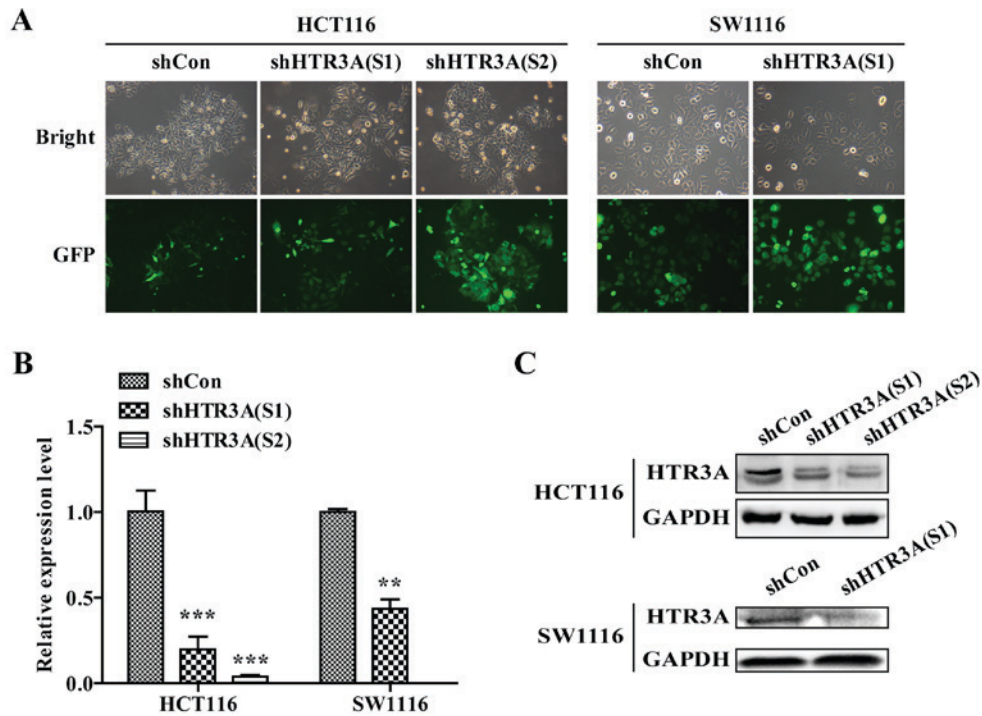 A
HCT116
SW1116
shCon
shHTR3A(S1)
shHTR3A(S2)
shCon
shHTR3A(S1)
Bright
GFP
B
shCon
shHTR3A(S1)
shHTR3A(S2)
Relative expression level
1.5
1.0
0.5
0.0
***
***
**
HCT116
SW1116
C
shCon
shHTR3A(S1)
shHTR3A(S2)
HCT116
HTR3A
GAPDH
shCon
shHTR3A(S1)
SW1116
HTR3A
GAPDH